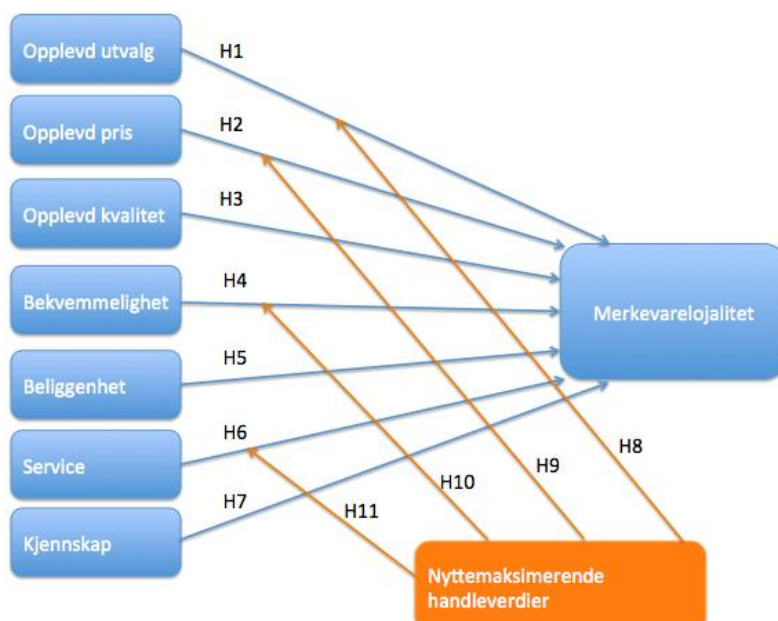 Opplevd utvalg
H1
Opplevd pris
H2
Opplevd kvalitet
H3
Bekvemmelighet
H4
Merkevarelojalitet
Beliggenhet
H5
Service
H6
H8
H9
H10
H7
H11
Kjennskap
Nyttemaksimerende
handleverdier